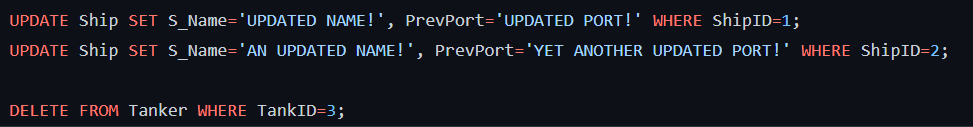 UPDATE Ship SET S_Name='UPDATED NAME!', PrevPort='UPDATED PORT!' WHERE ShipID=1;
UPDATE Ship SET S_Name='AN UPDATED NAME!', PrevPort='YET ANOTHER UPDATED PORT!' WHERE ShipID=2;
DELETE FROM Tanker WHERE TankID=3;